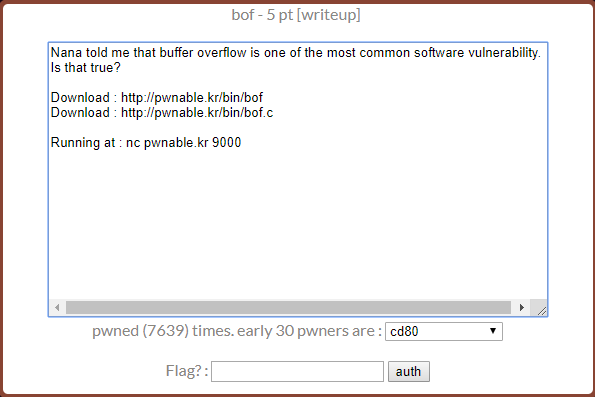 bof - 5 pt [writeup]
Nana told me that buffer overflow is one of the most common software vulnerability.
Is that true?
Download : http://pwnable.kr/bin/bof
Download : http://pwnable.kr/bin/bof.c
Running at : nc pwnable.kr 9000
pwned (7639) times. early 30 pwners are : cd80
Flag? : auth